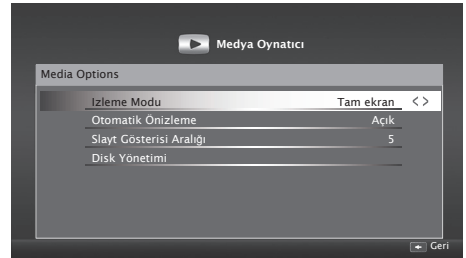 Medya Oynatıcı
Media Options
Izleme Modu Tam ekran < >
Otomatik Önizleme Açık
Slayt Gösterisi Aralığı 5
Disk Yönetimi
Geri